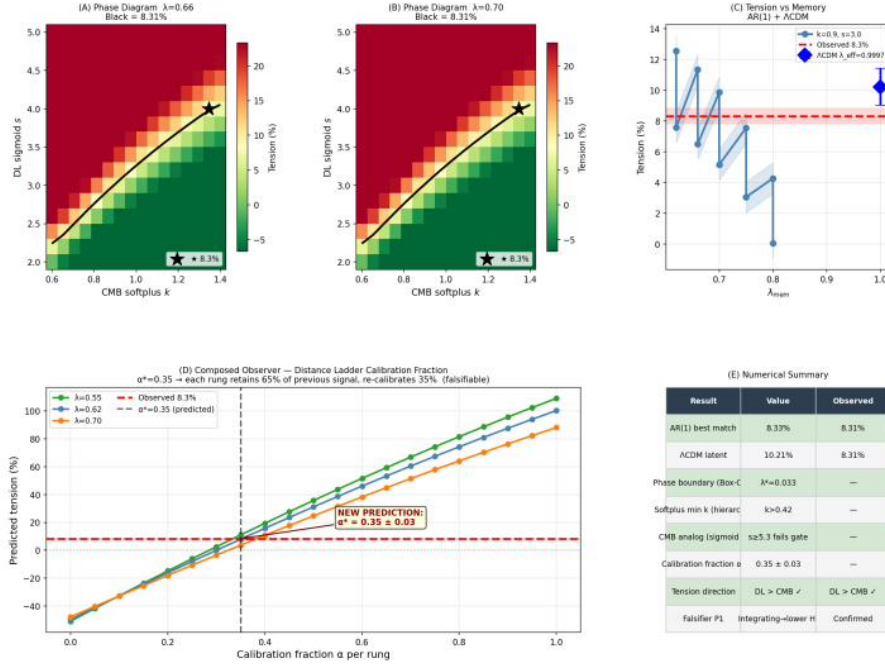 (A) Phase Diagram λ=0.66
Black = 8.31%
5.0
4.5
4.0
3.5
3.0
2.5
2.0
DL sigmoid s
0.6 0.8 1.0 1.2 1.4
CMB softplus k
★ 8.3%
20
15
10
5
0
−5
Tension (%)
(B) Phase Diagram λ=0.70
Black = 8.31%
5.0
4.5
4.0
3.5
3.0
2.5
2.0
DL sigmoid s
0.6 0.8 1.0 1.2 1.4
CMB softplus k
★ 8.3%
20
15
10
5
0
−5
Tension (%)
(C) Tension vs Memory
AR(1) + ΛCDM
14
12
10
8
6
4
2
0
Tension (%)
k=0.9, s=3.0
Observed 8.3%
ΛCDM λ_eff=0.9997
0.7 0.8 0.9 1.0
λmem
(D) Composed Observer — Distance Ladder Calibration Fraction
α*=0.35 → each rung retains 65% of previous signal, re-calibrates 35% (falsifiable)
λ=0.55
λ=0.62
λ=0.70
Observed 8.3%
α*=0.35 (predicted)
100
80
60
40
20
0
−20
−40
Predicted tension (%)
NEW PREDICTION:
α* = 0.35 ± 0.03
0.0 0.2 0.4 0.6 0.8 1.0
Calibration fraction α per rung
(E) Numerical Summary
Result Value Observed
AR(1) best match 8.33% 8.31%
ΛCDM latent 10.21% 8.31%
Phase boundary (Box-C λ*=0.033 —
Softplus min k (hierarc k>0.42 —
CMB analog (sigmoid s≥5.3 fails gate —
Calibration fraction α 0.35 ± 0.03 —
Tension direction DL > CMB ✓ DL > CMB ✓
Falsifier P1 Integrating→lower H Confirmed